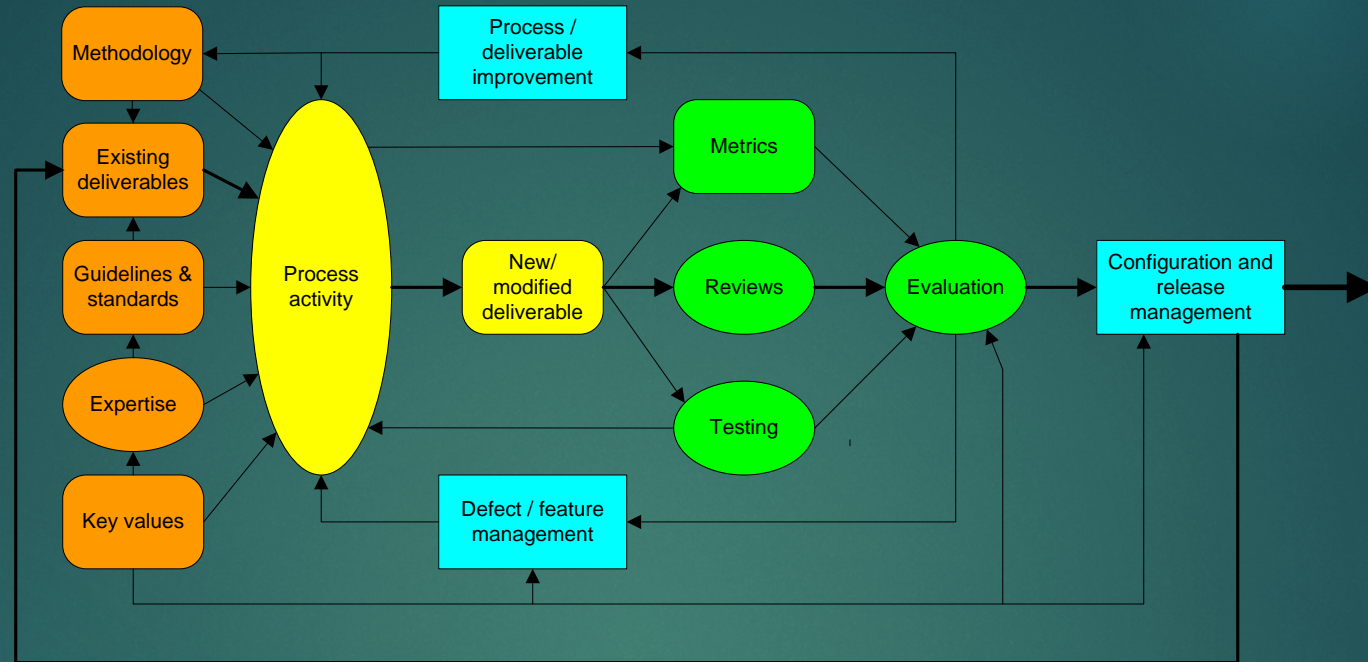 Methodology
Process /
deliverable
improvement
Existing
deliverables
Metrics
Guidelines &
standards
Process
activity
New/
modified
deliverable
Reviews
Evaluation
Configuration and
release
management
Expertise
Testing
Key values
Defect / feature
management